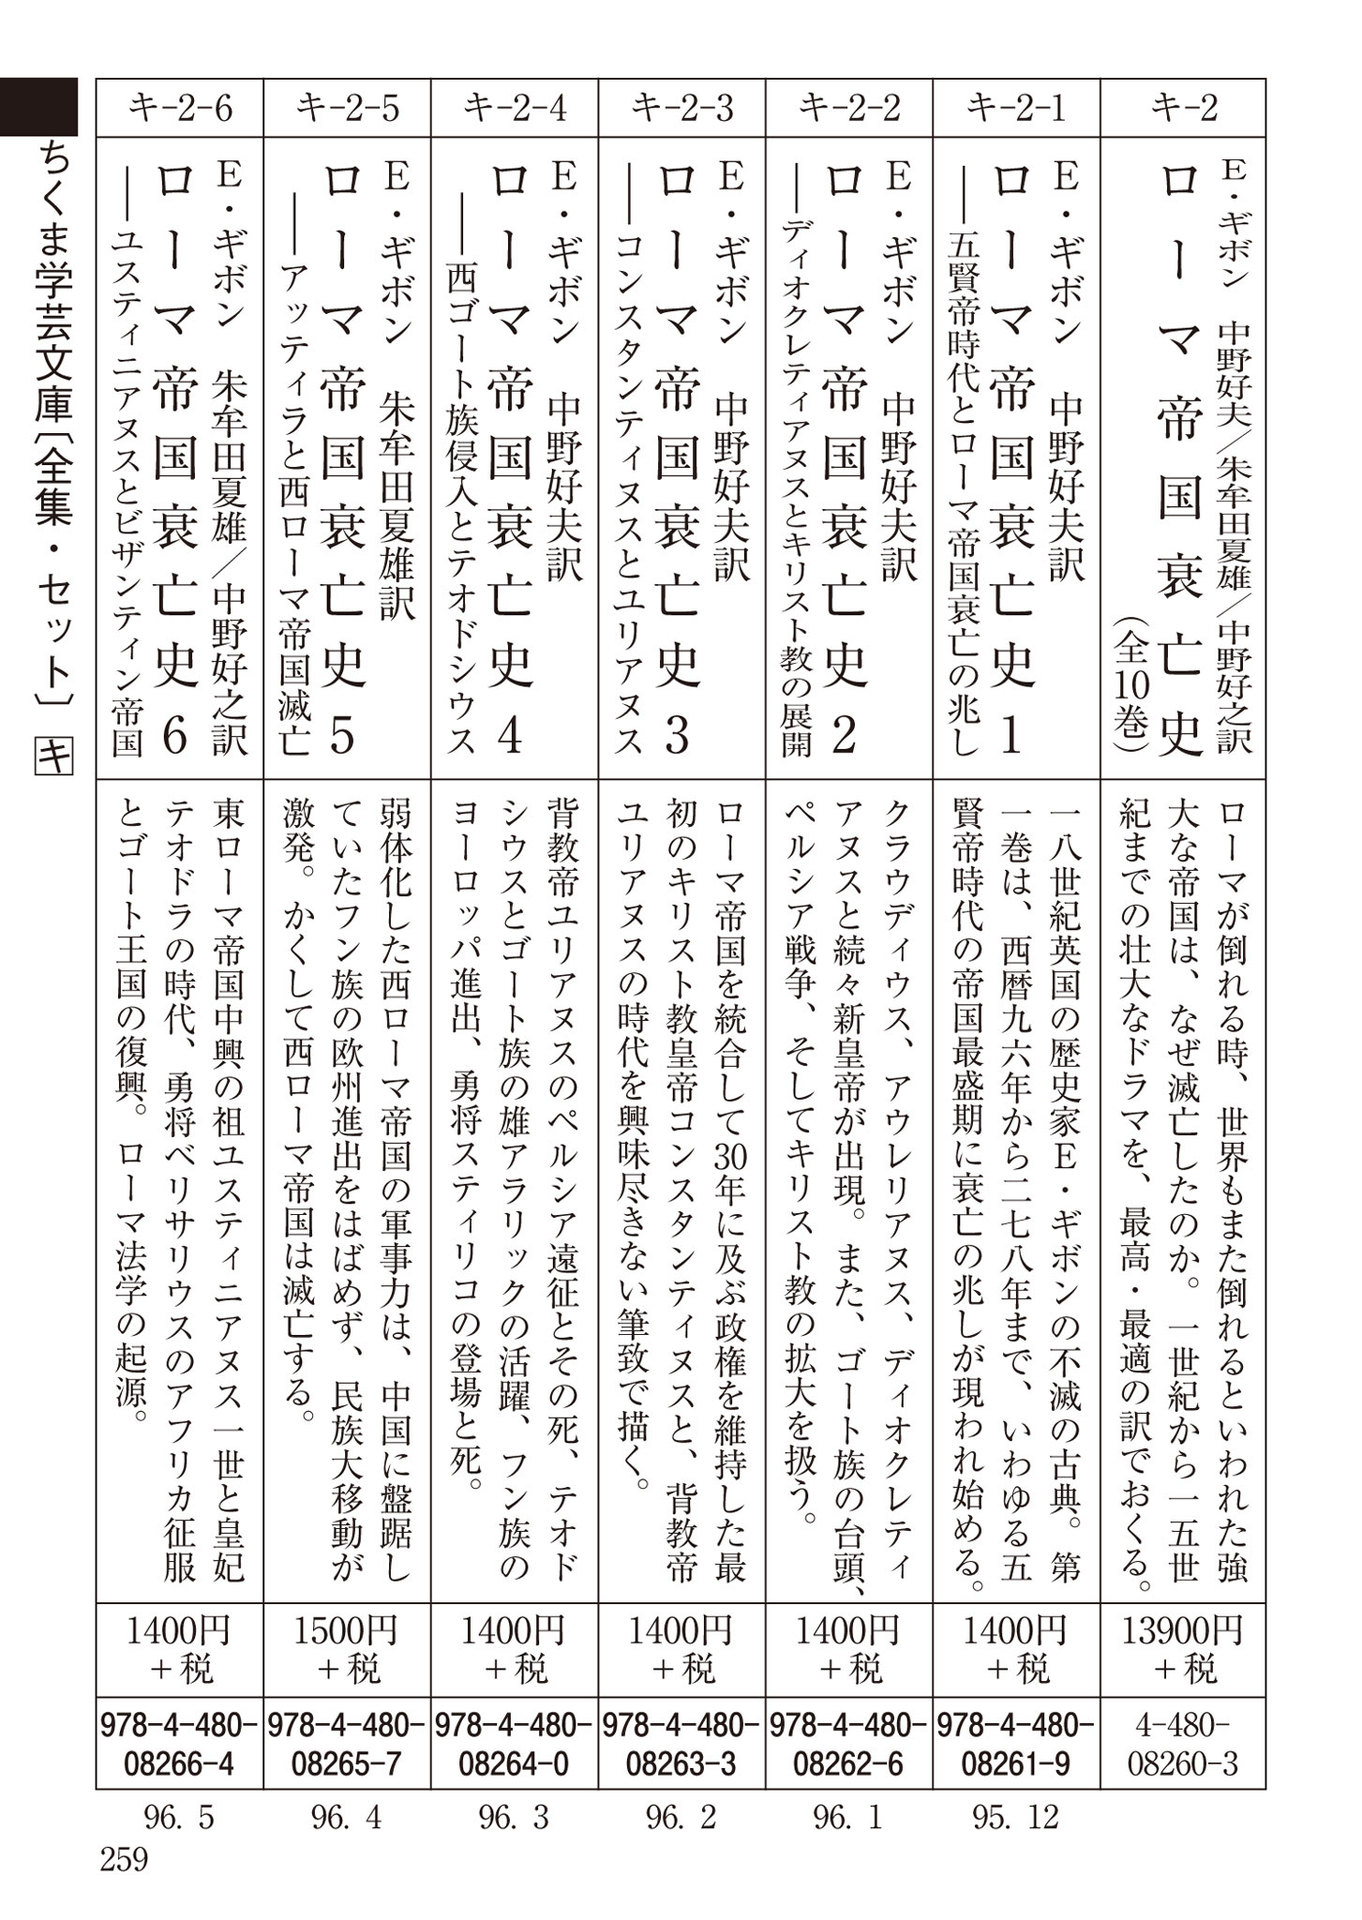 キ-2
E・ギボン 中野好夫／朱牟田夏雄／中野好之訳
ローマ帝国衰亡史
（全10巻）
ローマが倒れる時、世界もまた倒れるといわれた強
大な帝国は、なぜ滅亡したのか。一世紀から一五世
紀までの壮大なドラマを、最高・最適の訳でおくる。
13900円
＋税
4-480-
08260-3
キ-2-1
E・ギボン 中野好夫訳
ローマ帝国衰亡史 1
――五賢帝時代とローマ帝国衰亡の兆し
一八世紀英国の歴史家E・ギボンの不滅の古典。第
一巻は、西暦九六年から二七八年まで、いわゆる五
賢帝時代の帝国最盛期に衰亡の兆しが現われ始める。
1400円
＋税
978-4-480-
08261-9
95. 12
キ-2-2
E・ギボン 中野好夫訳
ローマ帝国衰亡史 2
――ディオクレティアヌスとキリスト教の展開
クラウディウス、アウレリアヌス、ディオクレティ
アヌスと続々新皇帝が出現。また、ゴート族の台頭、
ペルシア戦争、そしてキリスト教の拡大を扱う。
1400円
＋税
978-4-480-
08262-6
96. 1
キ-2-3
E・ギボン 中野好夫訳
ローマ帝国衰亡史 3
――コンスタンティヌスとユリアヌス
ローマ帝国を統合して30年に及ぶ政権を維持した最
初のキリスト教皇帝コンスタンティヌスと、背教帝
ユリアヌスの時代を興味尽きない筆致で描く。
1400円
＋税
978-4-480-
08263-3
96. 2
キ-2-4
E・ギボン 中野好夫訳
ローマ帝国衰亡史 4
――西ゴート族侵入とテオドシウス
背教帝ユリアヌスのペルシア遠征とその死、テオド
シウスとゴート族の雄アラリックの活躍、フン族の
ヨーロッパ進出、勇将スティリコの登場と死。
1400円
＋税
978-4-480-
08264-0
96. 3
キ-2-5
E・ギボン 朱牟田夏雄訳
ローマ帝国衰亡史 5
――アッティラと西ローマ帝国滅亡
弱体化した西ローマ帝国の軍事力は、中国に盤踞し
ていたフン族の欧州進出をはばめず、民族大移動が
激発。かくして西ローマ帝国は滅亡する。
1500円
＋税
978-4-480-
08265-7
96. 4
キ-2-6
E・ギボン 朱牟田夏雄／中野好之訳
ローマ帝国衰亡史 6
――ユスティニアヌスとビザンティン帝国
東ローマ帝国中興の祖ユスティニアヌス一世と皇妃
テオドラの時代、勇将ベリサリウスのアフリカ征服
とゴート王国の復興。ローマ法学の起源。
1400円
＋税
978-4-480-
08266-4
96. 5
ちくま学芸文庫〔全集・セット〕 キ
259